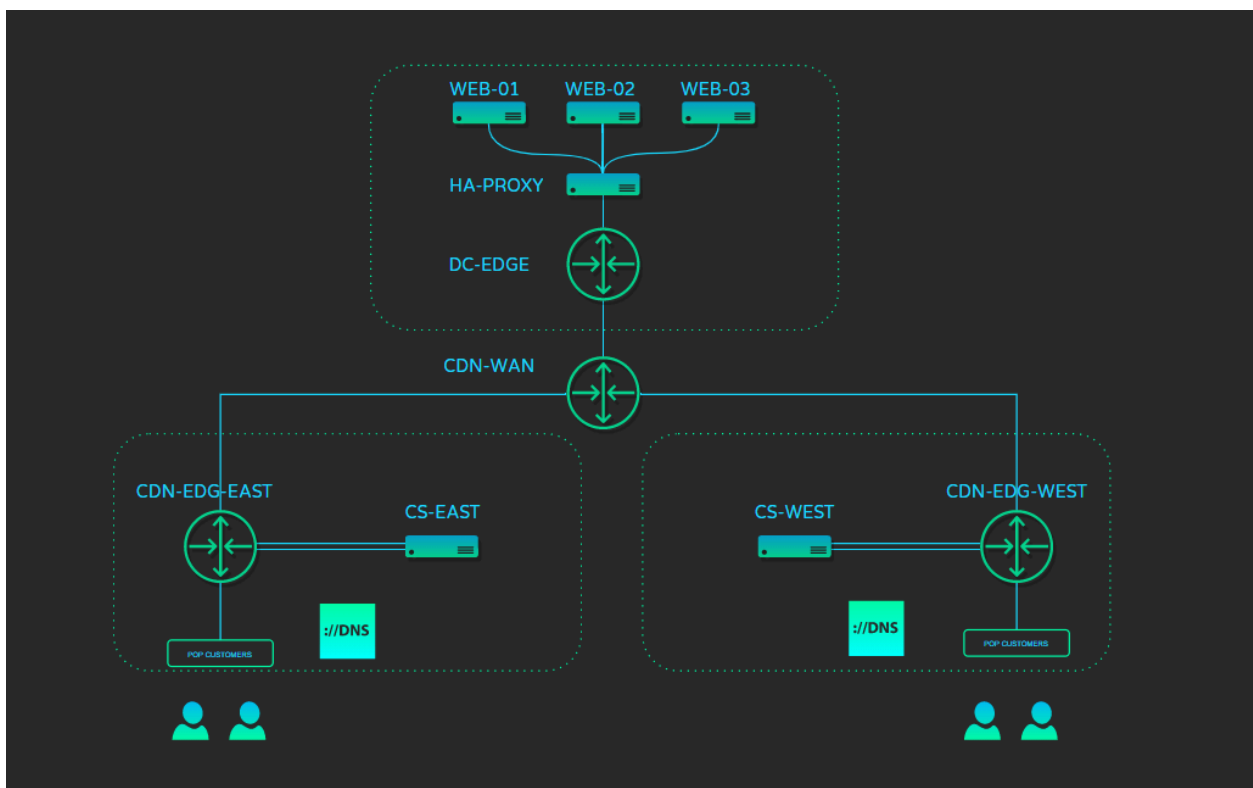 WEB-01
WEB-02
WEB-03
HA-PROXY
DC-EDGE
CDN-WAN
CDN-EDG-EAST
CS-EAST
CS-WEST
CDN-EDG-WEST
://DNS
://DNS
POP CUSTOMERS
POP CUSTOMERS